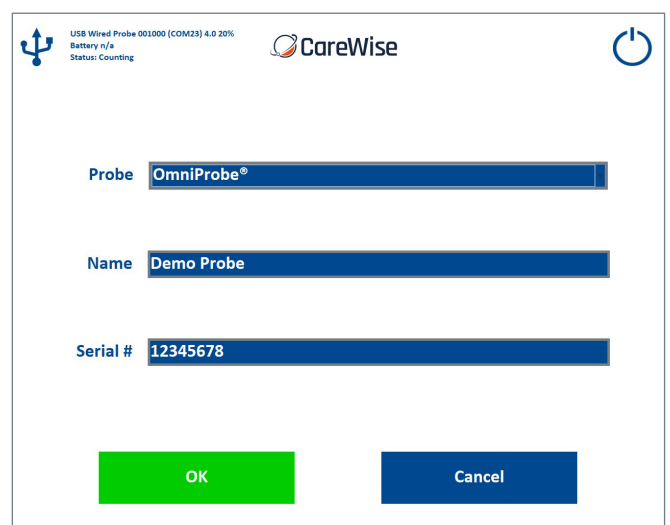 USB Wired Probe 001000 (COM23) 4.0 20%
Battery n/a
Status: Counting
CareWise
Probe OmniProbe®
Name Demo Probe
Serial # 12345678
OK Cancel